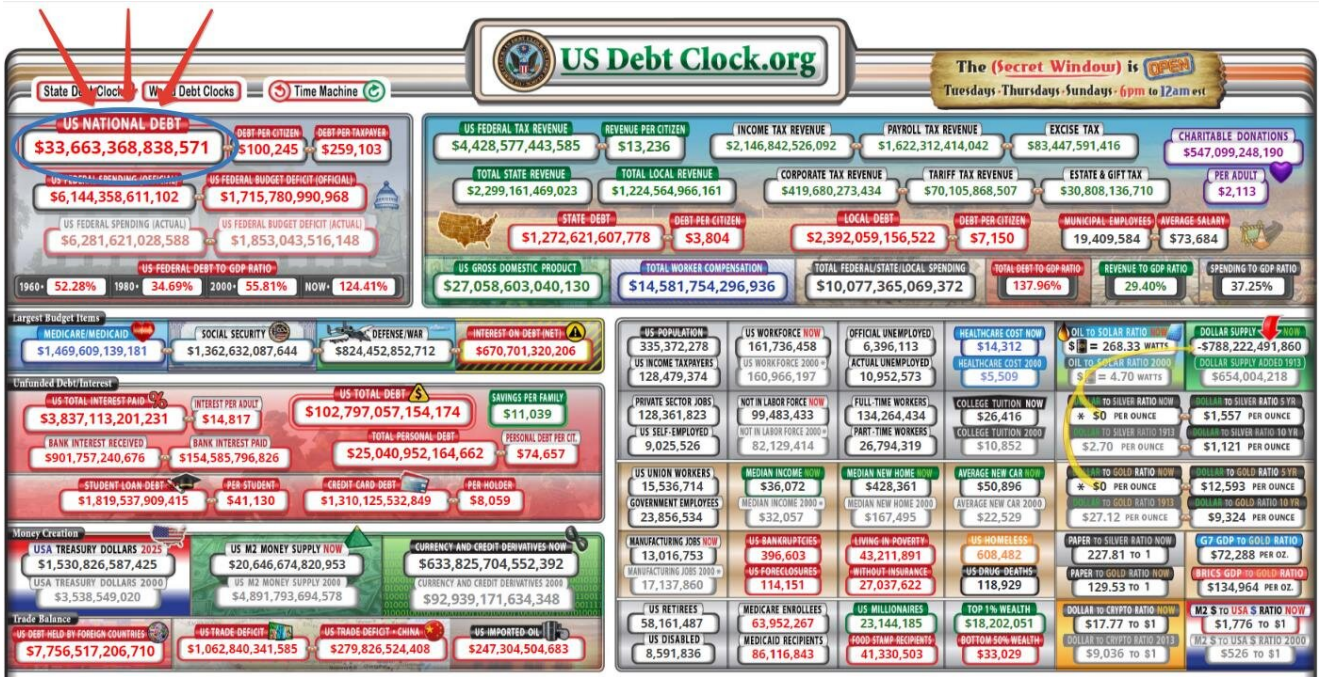 US Debt Clock.org
The (Secret Window) is OPEN
Tuesdays - Thursdays - Sundays - 6pm to 12am est
State Debt Clocks
World Debt Clocks
Time Machine
US NATIONAL DEBT
$33,663,368,838,571
DEBT PER CITIZEN
$100,245
DEBT PER TAXPAYER
$259,103
US FEDERAL SPENDING (OFFICIAL)
$6,144,358,611,102
US FEDERAL BUDGET DEFICIT (OFFICIAL)
$1,715,780,990,968
US FEDERAL SPENDING (ACTUAL)
$6,281,621,028,588
US FEDERAL BUDGET DEFICIT (ACTUAL)
$1,853,043,516,148
US FEDERAL DEBT TO GDP RATIO
1960• 52.28% 1980• 34.69% 2000• 55.81% NOW• 124.41%
US FEDERAL TAX REVENUE
$4,428,577,443,585
REVENUE PER CITIZEN
$13,236
INCOME TAX REVENUE
$2,146,842,526,092
PAYROLL TAX REVENUE
$1,622,312,414,042
EXCISE TAX
$83,447,591,416
CHARITABLE DONATIONS
$547,099,248,190
TOTAL STATE REVENUE
$2,299,161,469,023
TOTAL LOCAL REVENUE
$1,224,564,966,161
CORPORATE TAX REVENUE
$419,680,273,434
TARIFF TAX REVENUE
$70,105,868,507
ESTATE & GIFT TAX
$30,808,136,710
PER ADULT
$2,113
STATE DEBT
$1,272,621,607,778
DEBT PER CITIZEN
$3,804
LOCAL DEBT
$2,392,059,156,522
DEBT PER CITIZEN
$7,150
MUNICIPAL EMPLOYEES
19,409,584
AVERAGE SALARY
$73,684
US GROSS DOMESTIC PRODUCT
$27,058,603,040,130
TOTAL WORKER COMPENSATION
$14,581,754,296,936
TOTAL FEDERAL/STATE/LOCAL SPENDING
$10,077,365,069,372
TOTAL DEBT TO GDP RATIO
137.96%
REVENUE TO GDP RATIO
29.40%
SPENDING TO GDP RATIO
37.25%
Largest Budget Items
MEDICARE/MEDICAID
$1,469,609,139,181
SOCIAL SECURITY
$1,362,632,087,644
DEFENSE/WAR
$824,452,852,712
INTEREST ON DEBT (NET)
$670,701,320,206
Unfunded Debt/Interest
US TOTAL INTEREST PAID
$3,837,113,201,231
INTEREST PER ADULT
$14,817
US TOTAL DEBT
$102,797,057,154,174
SAVINGS PER FAMILY
$11,039
BANK INTEREST RECEIVED
$901,757,240,676
BANK INTEREST PAID
$154,585,796,826
TOTAL PERSONAL DEBT
$25,040,952,164,662
PERSONAL DEBT PER CIT.
$74,657
STUDENT LOAN DEBT
$1,819,537,909,415
PER STUDENT
$41,130
CREDIT CARD DEBT
$1,310,125,532,849
PER HOLDER
$8,059
Money Creation
USA TREASURY DOLLARS 2025
$1,530,826,587,425
USA TREASURY DOLLARS 2000
$3,538,549,020
US M2 MONEY SUPPLY NOW
$20,646,674,820,953
US M2 MONEY SUPPLY 2000
$4,891,793,694,578
CURRENCY AND CREDIT DERIVATIVES NOW
$633,825,704,552,392
CURRENCY AND CREDIT DERIVATIVES 2000
$92,939,171,634,348
Trade Balance
US DEBT HELD BY FOREIGN COUNTRIES
$7,756,517,206,710
US TRADE DEFICIT
$1,062,840,341,585
US TRADE DEFICIT • CHINA
$279,826,524,408
US IMPORTED OIL
$247,304,504,683
US POPULATION
335,372,278
US WORKFORCE NOW
161,736,458
OFFICIAL UNEMPLOYED
6,396,113
HEALTHCARE COST NOW
$14,312
OIL TO SOLAR RATIO NOW
$ = 268.33 WATTS
DOLLAR SUPPLY NOW
-$788,222,491,860
US INCOME TAXPAYERS
128,479,374
US WORKFORCE 2000
160,966,197
ACTUAL UNEMPLOYED
10,952,573
HEALTHCARE COST 2000
$5,509
OIL TO SOLAR RATIO 2000
$ = 4.70 WATTS
DOLLAR SUPPLY ADDED 1913
$654,004,218
PRIVATE SECTOR JOBS
128,361,823
NOT IN LABOR FORCE NOW
99,483,433
FULL-TIME WORKERS
134,264,434
COLLEGE TUITION NOW
$26,416
DOLLAR TO SILVER RATIO NOW
* $0 PER OUNCE
DOLLAR TO SILVER RATIO 5 YR
$1,557 PER OUNCE
US SELF-EMPLOYED
9,025,526
NOT IN LABOR FORCE 2000
82,129,414
PART-TIME WORKERS
26,794,319
COLLEGE TUITION 2000
$10,852
DOLLAR TO SILVER RATIO 1913
$2.70 PER OUNCE
DOLLAR TO SILVER RATIO 10 YR
$1,121 PER OUNCE
US UNION WORKERS
15,536,714
MEDIAN INCOME NOW
$36,072
MEDIAN NEW HOME NOW
$428,361
AVERAGE NEW CAR NOW
$50,896
DOLLAR TO GOLD RATIO NOW
* $0 PER OUNCE
DOLLAR TO GOLD RATIO 5 YR
$12,593 PER OUNCE
GOVERNMENT EMPLOYEES
23,856,534
MEDIAN INCOME 2000
$32,057
MEDIAN NEW HOME 2000
$167,495
AVERAGE NEW CAR 2000
$22,529
DOLLAR TO GOLD RATIO 1913
$27.12 PER OUNCE
DOLLAR TO GOLD RATIO 10 YR
$9,324 PER OUNCE
MANUFACTURING JOBS NOW
13,016,753
US BANKRUPTCIES
396,603
LIVING IN POVERTY
43,211,891
US HOMELESS
608,482
PAPER TO SILVER RATIO NOW
227.81 TO 1
G7 GDP TO GOLD RATIO
$72,288 PER OZ.
MANUFACTURING JOBS 2000
17,137,860
US FORECLOSURES
114,151
WITHOUT INSURANCE
27,037,622
US DRUG DEATHS
118,929
PAPER TO GOLD RATIO NOW
129.53 TO 1
BRICS GDP TO GOLD RATIO
$134,964 PER OZ.
US RETIREES
58,161,487
MEDICARE ENROLLEES
63,952,267
US MILLIONAIRES
23,144,185
TOP 1% WEALTH
$18,202,051
DOLLAR TO CRYPTO RATIO NOW
$17.77 TO $1
M2 $ TO USA $ RATIO NOW
$1,776 TO $1
US DISABLED
8,591,836
MEDICAID RECIPIENTS
86,116,843
FOOD STAMP RECIPIENTS
41,330,503
BOTTOM 50% WEALTH
$33,029
DOLLAR TO CRYPTO RATIO 2013
$9,036 TO $1
M2 $ TO USA $ RATIO 2000
$526 TO $1